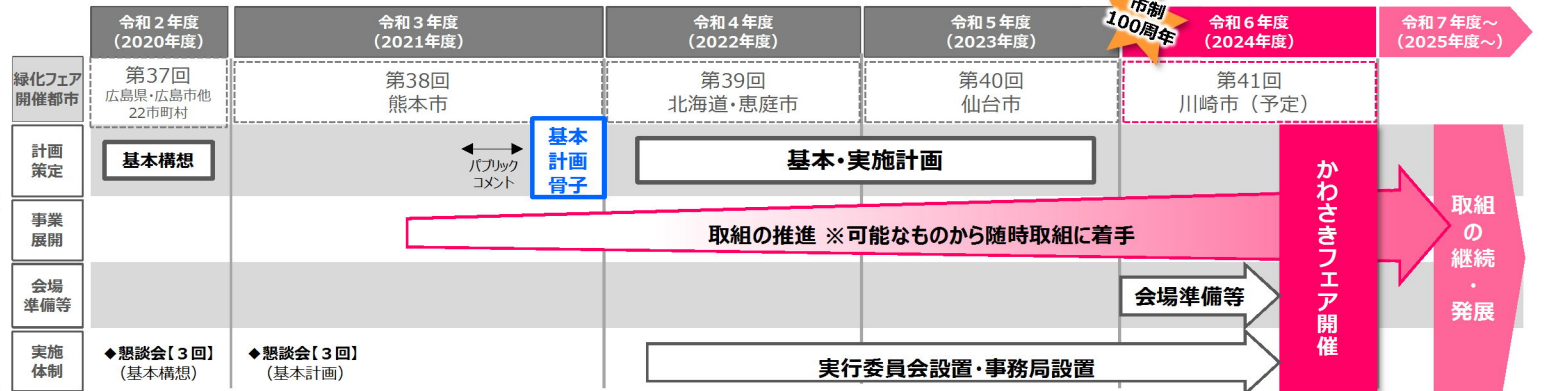 令和２年度
（2020年度）
令和３年度
（2021年度）
令和４年度
（2022年度）
令和５年度
（2023年度）
市制
100周年
令和６年度
（2024年度）
令和７年度～
（2025年度～）
緑化フェア
開催都市
第37回
広島県・広島市他
22市町村
第38回
熊本市
第39回
北海道・恵庭市
第40回
仙台市
第41回
川崎市（予定）
計画
策定
基本構想
パブリック
コメント
基本
計画
骨子
基本・実施計画
事業
展開
取組の推進 ※可能なものから随時取組に着手
会場
準備等
会場準備等
実施
体制
◆懇談会【３回】
（基本構想）
◆懇談会【３回】
（基本計画）
実行委員会設置・事務局設置
かわさきフェア開催
取組
の
継続
・
発展